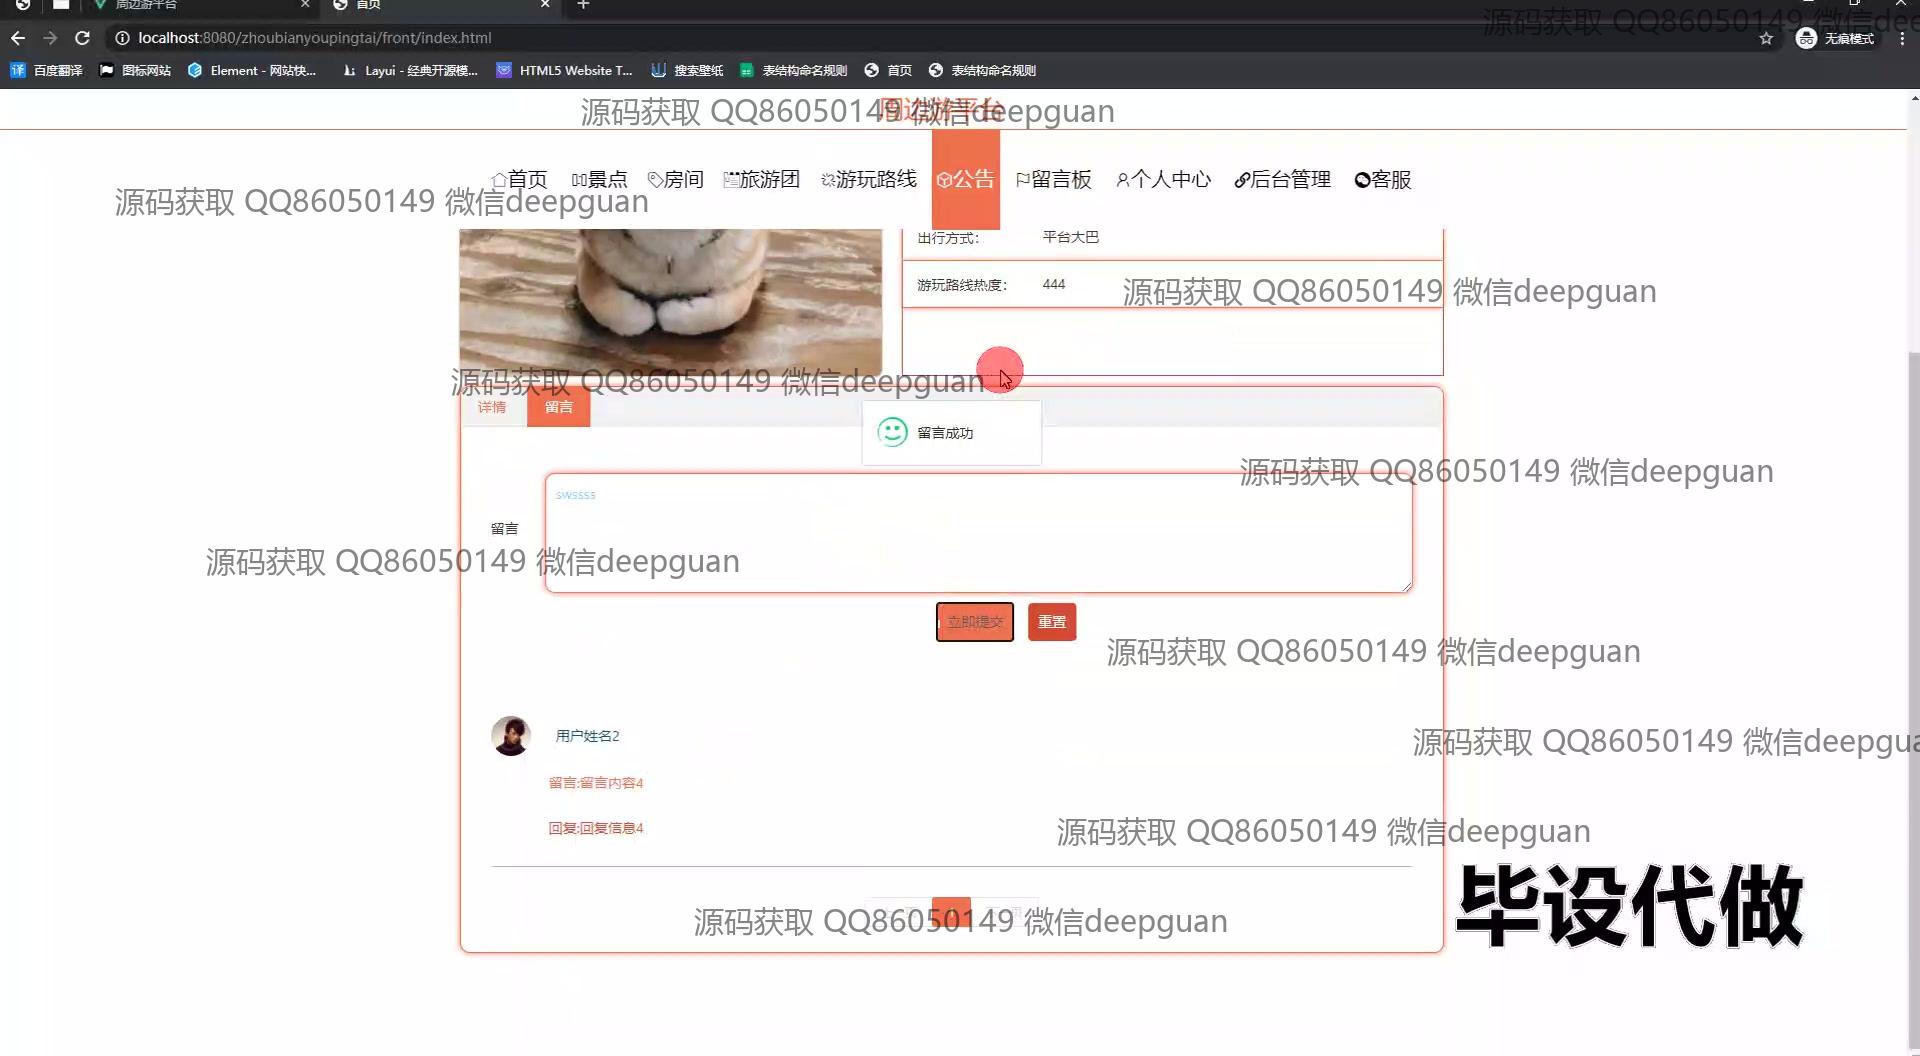 周边游平台
首页
源码获取 QQ86050149 微信deep
localhost:8080/zhoubianyoupingtai/front/index.html
无痕模式
百度翻译
图标网站
Element - 网站快...
Layui - 经典开源模...
HTML5 Website T...
搜索壁纸
表结构命名规则
首页
表结构命名规则
周边游平台
源码获取 QQ86050149 微信deepguan
首页
景点
房间
旅游团
游玩路线
公告
留言板
个人中心
后台管理
客服
源码获取 QQ86050149 微信deepguan
出行方式：
平台大巴
游玩路线热度：
444
源码获取 QQ86050149 微信deepguan
源码获取 QQ86050149 微信deepguan
详情
留言
留言成功
源码获取 QQ86050149 微信deepguan
swssss
留言
源码获取 QQ86050149 微信deepguan
立即提交
重置
源码获取 QQ86050149 微信deepguan
用户姓名2
源码获取 QQ86050149 微信deepgua
留言:留言内容4
回复:回复信息4
源码获取 QQ86050149 微信deepguan
毕设代做
源码获取 QQ86050149 微信deepguan